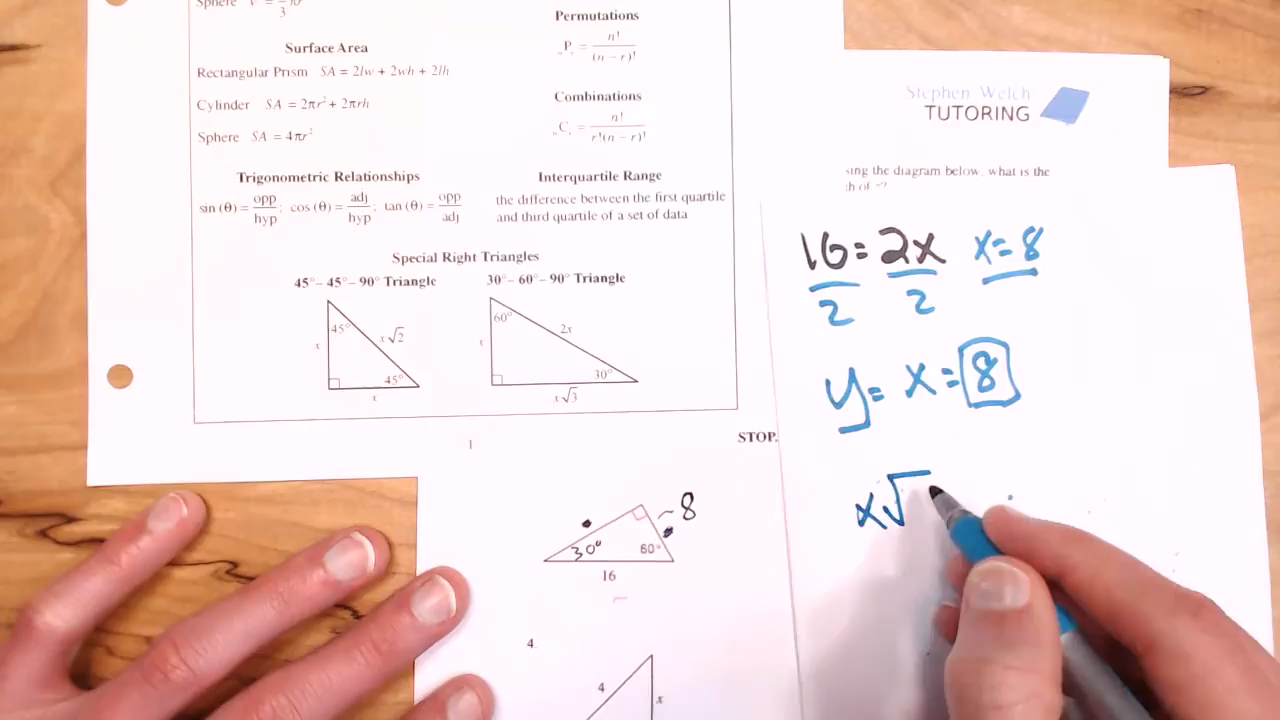 Sphere V =
3
Surface Area
Rectangular Prism SA = 2lw + 2wh + 2lh
Cylinder SA = 2πr² + 2πrh
Sphere SA = 4πr²
Permutations
ₙPᵣ = n!
(n − r)!
Combinations
ₙCᵣ = n!
r!(n − r)!
Trigonometric Relationships
sin (θ) = opp/hyp; cos (θ) = adj/hyp; tan (θ) = opp/adj
Interquartile Range
the difference between the first quartile
and third quartile of a set of data
Special Right Triangles
45°– 45°– 90° Triangle
45°
x
x√2
45°
x
30°– 60°– 90° Triangle
60°
x
2x
30°
x√3
1
STOP.
Stephen Welch
TUTORING
sing the diagram below, what is the
16 = 2x x = 8
2 2
y = x = 8
x√
8
30°
60°
16
4.
4
x